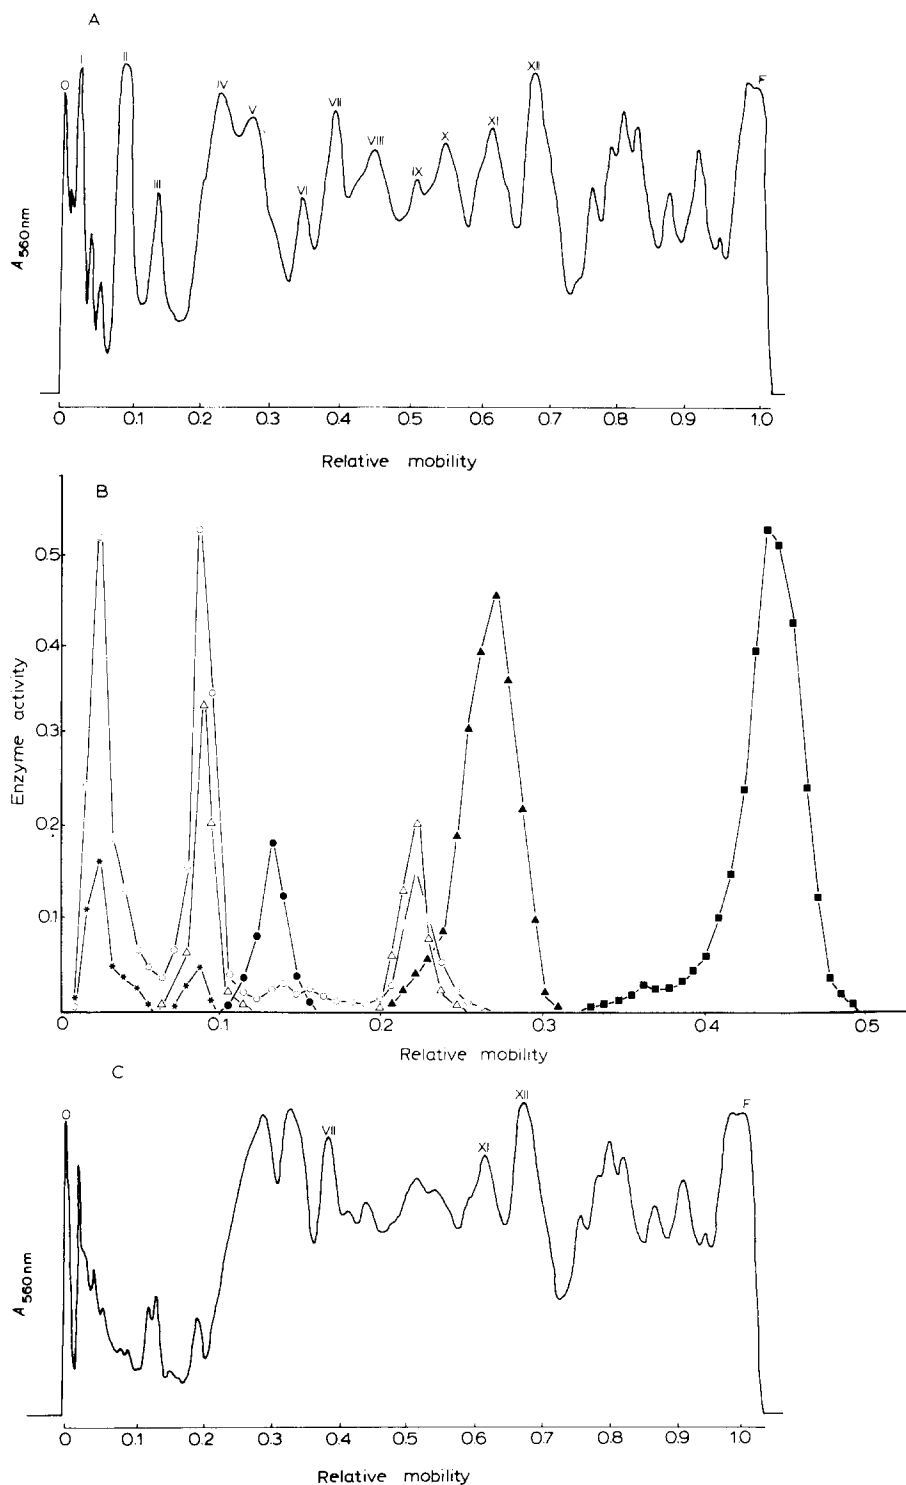 A
O I II III IV V VI VII VIII IX X XI XII F
A560nm
0 0.1 0.2 0.3 0.4 0.5 0.6 0.7 0.8 0.9 1.0
Relative mobility
B
0.5
0.4
0.3
0.2
0.1
Enzyme activity
0 0.1 0.2 0.3 0.4 0.5
Relative mobility
C
O VII XI XII F
A560nm
0 0.1 0.2 0.3 0.4 0.5 0.6 0.7 0.8 0.9 1.0
Relative mobility